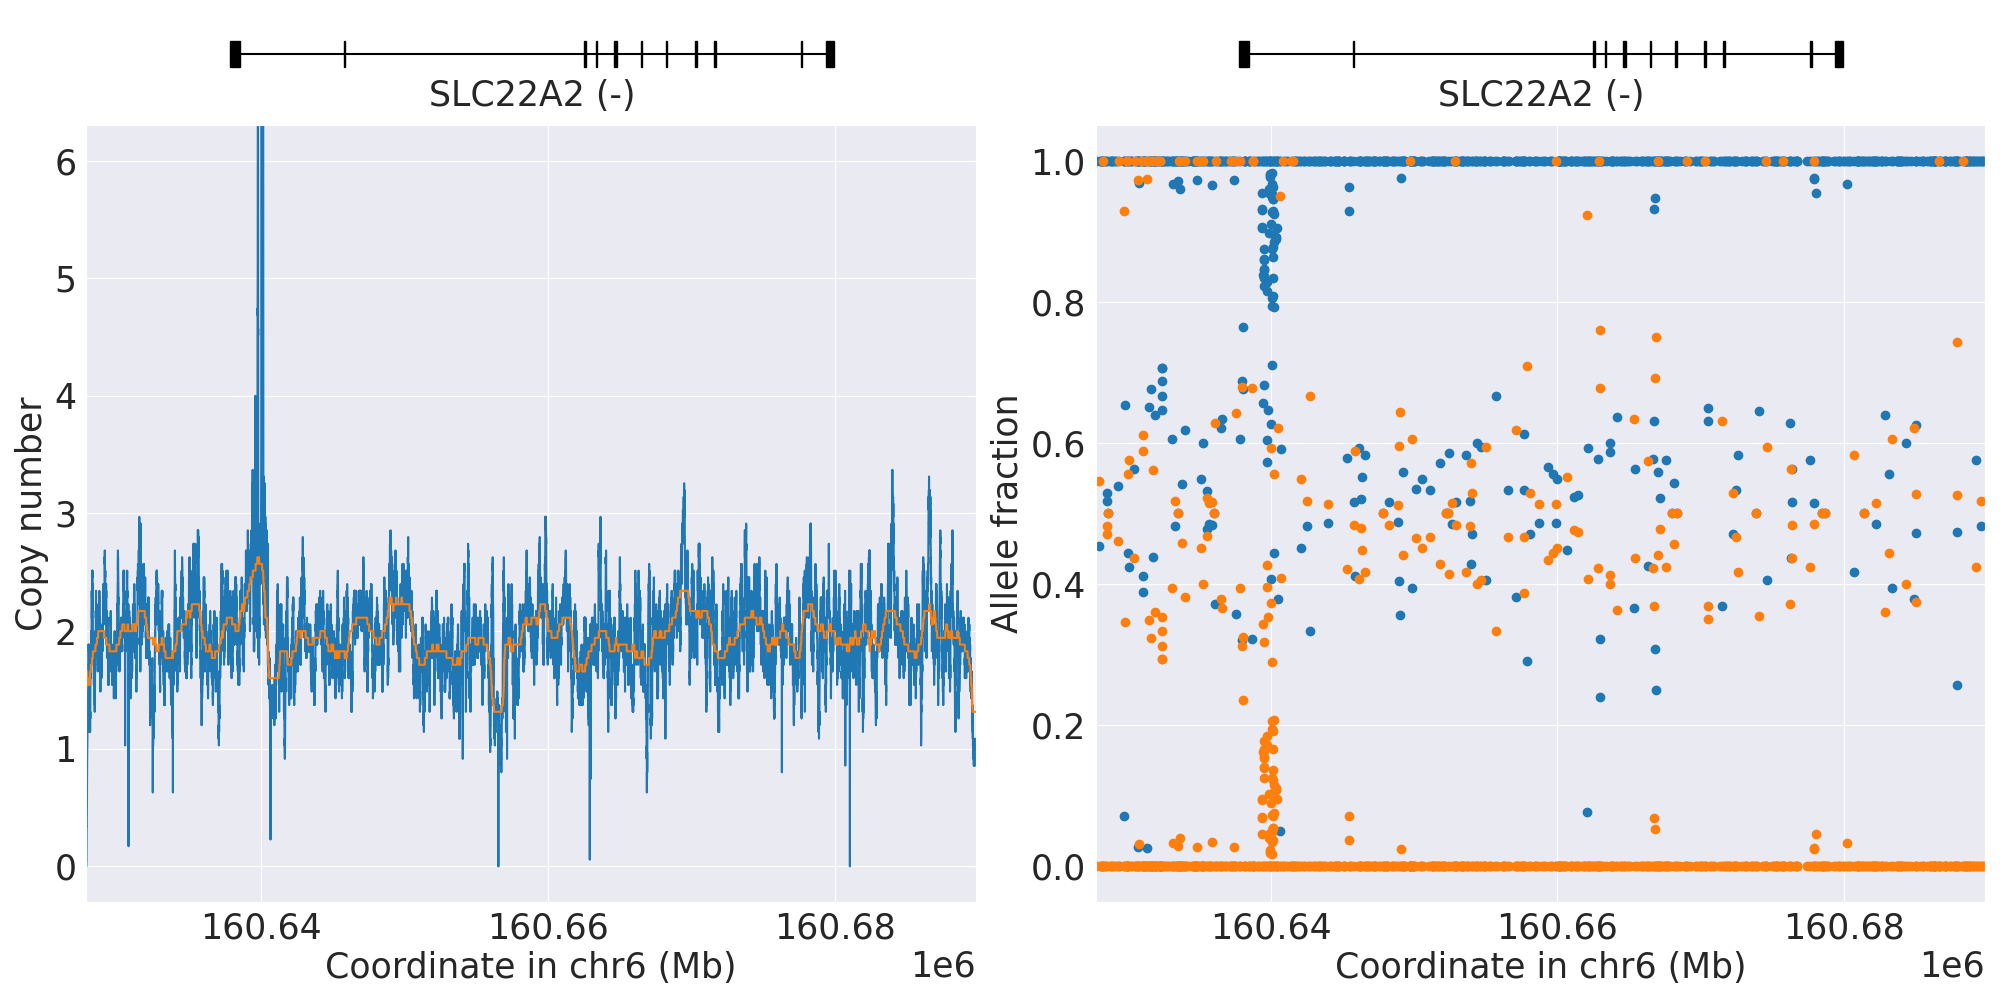 SLC22A2 (-)
6
5
4
3
2
1
0
Copy number
160.64 160.66 160.68
Coordinate in chr6 (Mb)
1e6
SLC22A2 (-)
1.0
0.8
0.6
0.4
0.2
0.0
Allele fraction
160.64 160.66 160.68
Coordinate in chr6 (Mb)
1e6